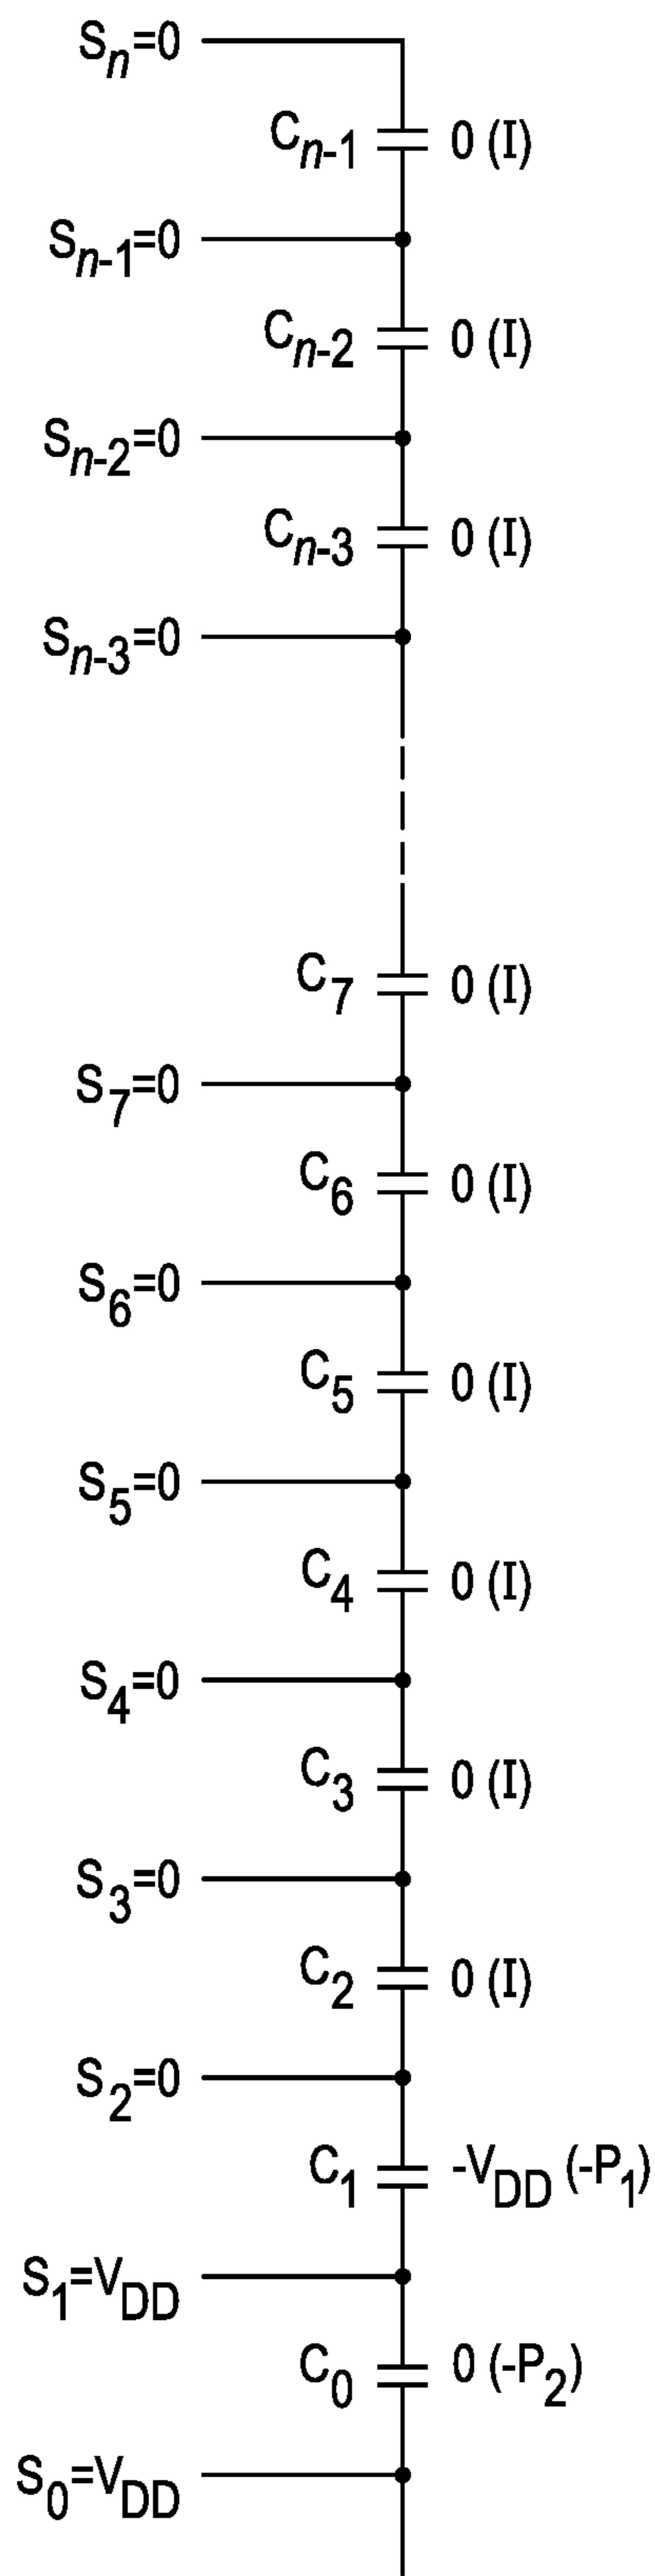 Sn=0
Cn-1 0 (I)
Sn-1=0
Cn-2 0 (I)
Sn-2=0
Cn-3 0 (I)
Sn-3=0
C7 0 (I)
S7=0
C6 0 (I)
S6=0
C5 0 (I)
S5=0
C4 0 (I)
S4=0
C3 0 (I)
S3=0
C2 0 (I)
S2=0
C1 -VDD (-P1)
S1=VDD
C0 0 (-P2)
S0=VDD